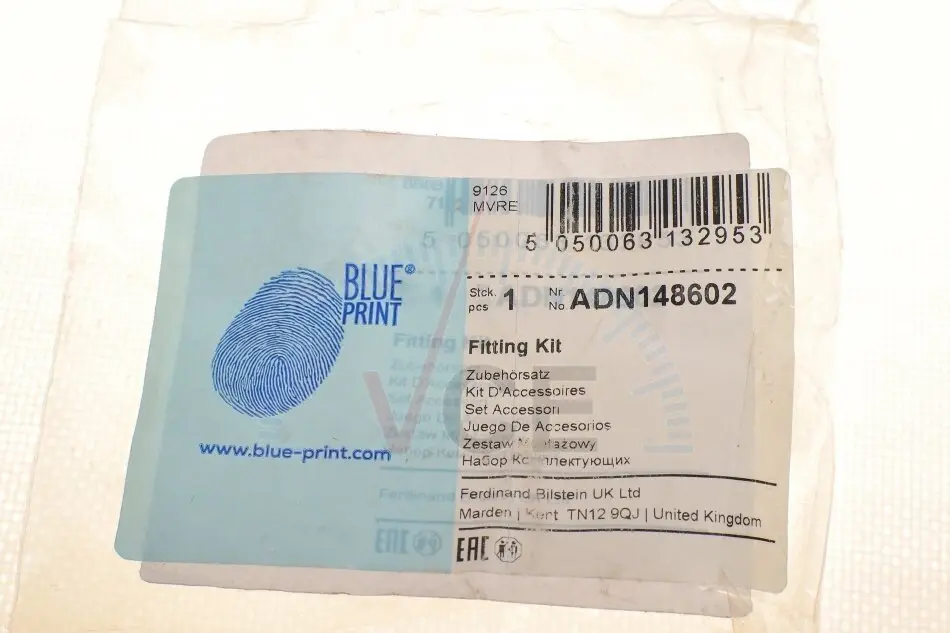 BLUE®
PRINT
www.blue-print.com
9126
MVRE
5 050063 132953
Stck. 1 Nr. ADN148602
pcs No.
Fitting Kit
Zubehörsatz
Kit D'Accessoires
Set Accessori
Juego De Accesorios
Zestaw Montażowy
Набор Комплектующих
Ferdinand Bilstein UK Ltd
Marden | Kent TN12 9QJ | United Kingdom
EAC